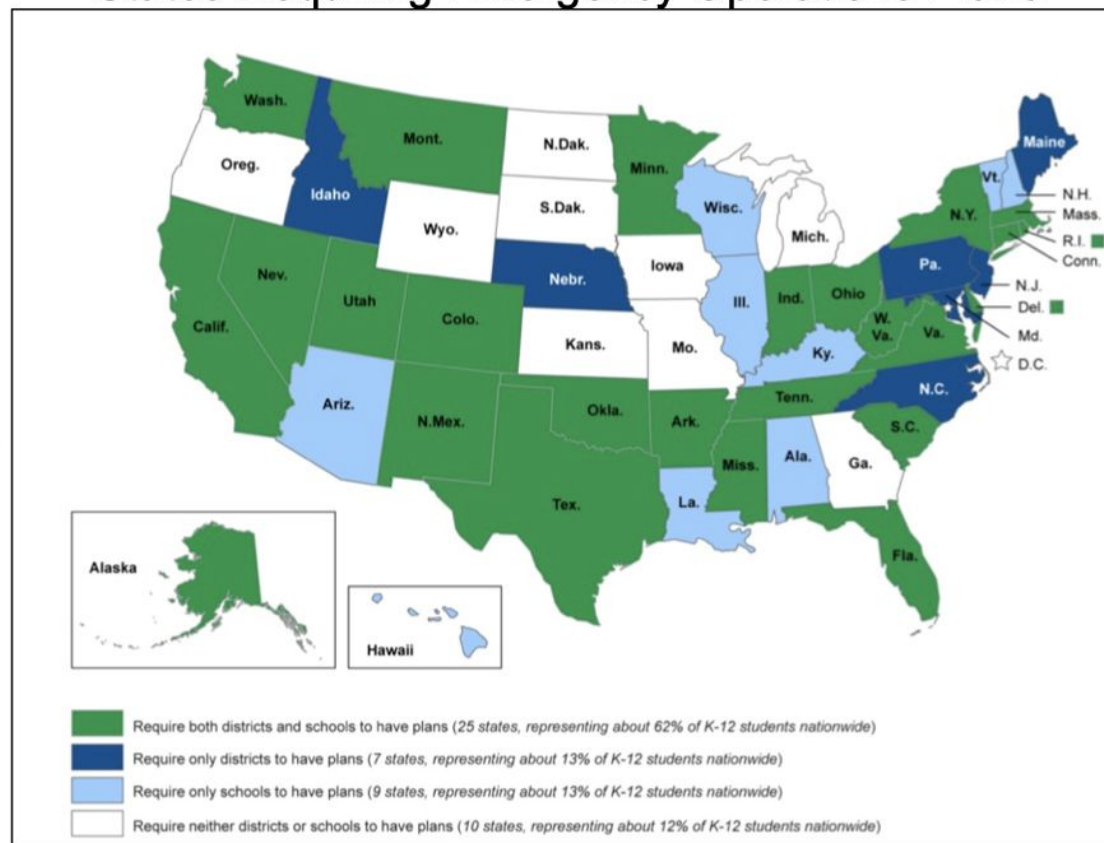 Wash.
Mont.
N.Dak.
Minn.
Maine
Oreg.
Idaho
S.Dak.
Wisc.
Vt.
N.H.
Mass.
N.Y.
R.I.
Conn.
Wyo.
Mich.
Nebr.
Iowa
Pa.
N.J.
Nev.
Utah
Colo.
Ill.
Ind.
Ohio
Del.
Calif.
Kans.
Mo.
W.
Va.
Va.
Md.
Ky.
D.C.
Ariz.
N.Mex.
Okla.
Ark.
Tenn.
N.C.
S.C.
Miss.
Ala.
Ga.
Tex.
La.
Fla.
Alaska
Hawaii
Require both districts and schools to have plans (25 states, representing about 62% of K-12 students nationwide)
Require only districts to have plans (7 states, representing about 13% of K-12 students nationwide)
Require only schools to have plans (9 states, representing about 13% of K-12 students nationwide)
Require neither districts or schools to have plans (10 states, representing about 12% of K-12 students nationwide)